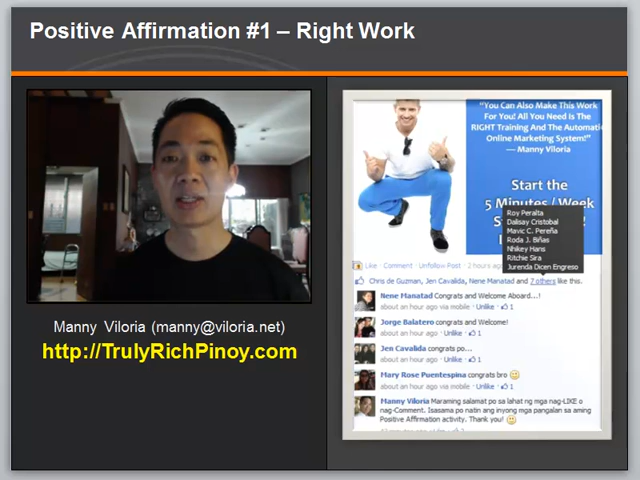 Positive Affirmation #1 – Right Work
Manny Viloria (manny@viloria.net)
http://TrulyRichPinoy.com
"You Can Also Make This Work
For You! All You Need Is The
RIGHT Training And The Automatic
Online Marketing System!"
— Manny Viloria
Start the
5 Minutes / Week
Roy Peralta
Dalisay Cristobal
Mavic C. Pereña
Roda J. Biñas
Nhikey Hans
Ritchie Sira
Jurenda Dicen Engreso
Like · Comment · Unfollow Post · 2 hours
Chris de Guzman, Jen Cavalida, Nene Manatad and 7 others like this.
Nene Manatad Congrats and Welcome Aboard...!
about an hour ago via mobile · Unlike · 1
Jorge Balatero Congrats and Welcome!
about an hour ago · Unlike · 1
Jen Cavalida congrats po...
about an hour ago · Unlike · 1
Mary Rose Puentespina congrats bro
about an hour ago via mobile · Unlike · 1
Manny Viloria Maraming salamat po sa lahat ng mga nag-LIKE o
nag-Comment. Isasama po natin ang inyong mga pangalan sa aming
Positive Affirmation activity. Thank you!